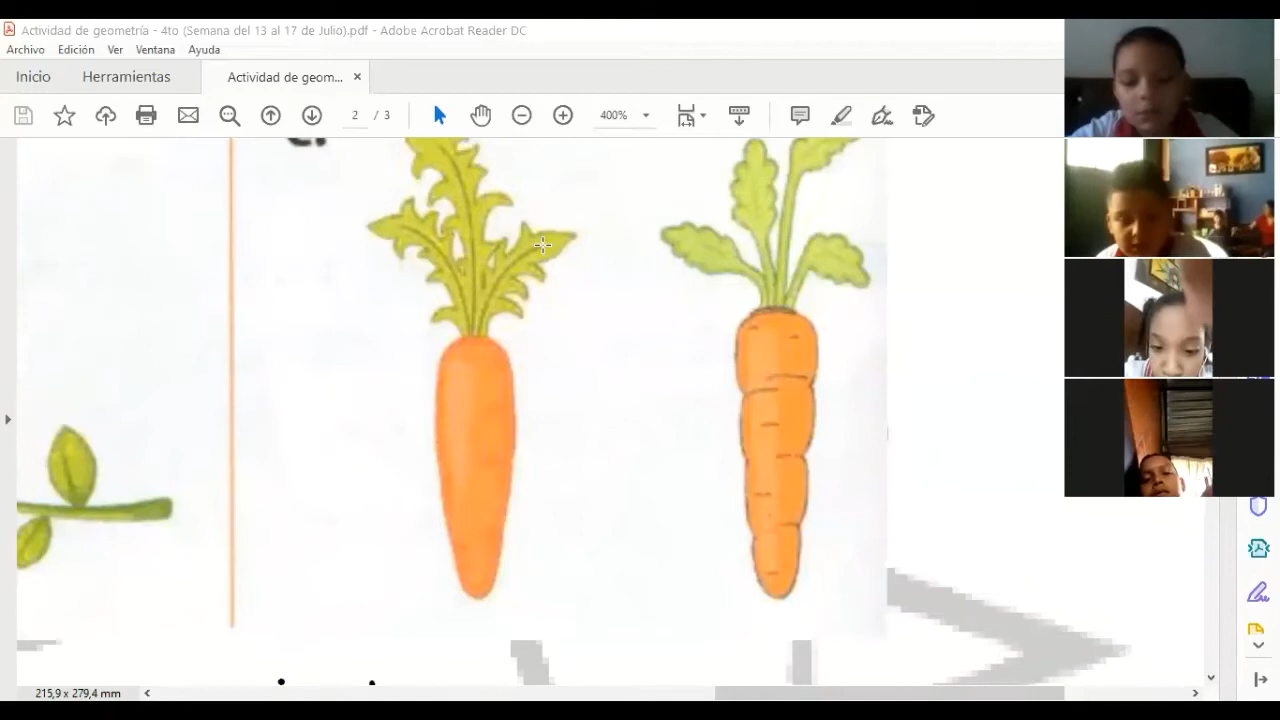 Actividad de geometría - 4to (Semana del 13 al 17 de Julio).pdf - Adobe Acrobat Reader DC
Archivo Edición Ver Ventana Ayuda
Inicio Herramientas Actividad de geom... ×
2 / 3 400%
215,9 x 279,4 mm